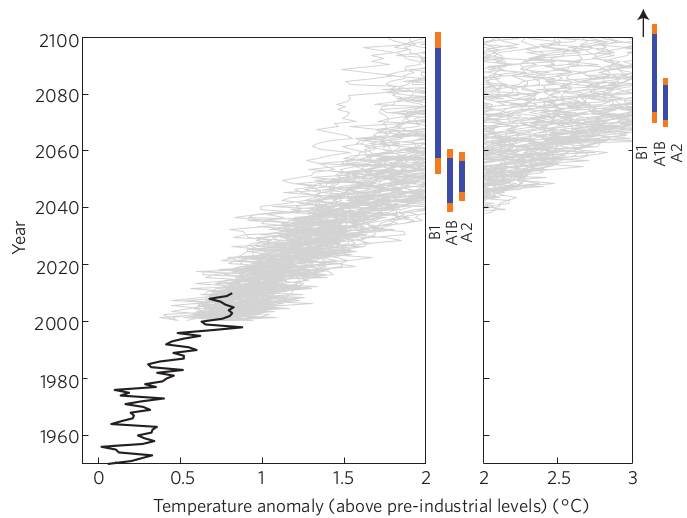 2100
2080
2060
2040
2020
2000
1980
1960
Year
B1
A1B
A2
B1
A1B
A2
0
0.5
1
1.5
2
2
2.5
3
Temperature anomaly (above pre-industrial levels) (°C)